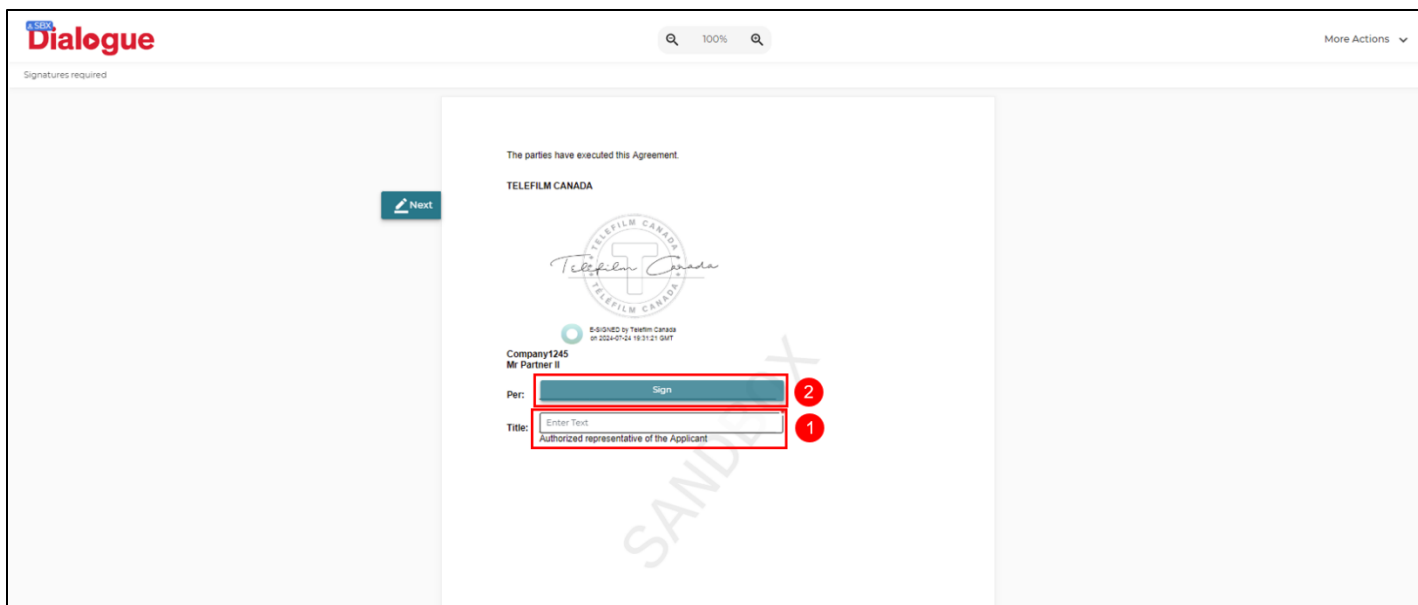 & SBX
Dialogue
100%
More Actions
Signatures required
The parties have executed this Agreement.
TELEFILM CANADA
Next
TELEFILM CANADA
Telefilm Canada
TÉLÉFILM CANADA
E-SIGNED by Telefilm Canada
on 2024-07-24 19:31:21 GMT
Company1245
Mr Partner II
Per:
Sign
2
Title:
Enter Text
1
Authorized representative of the Applicant
SANDBOX